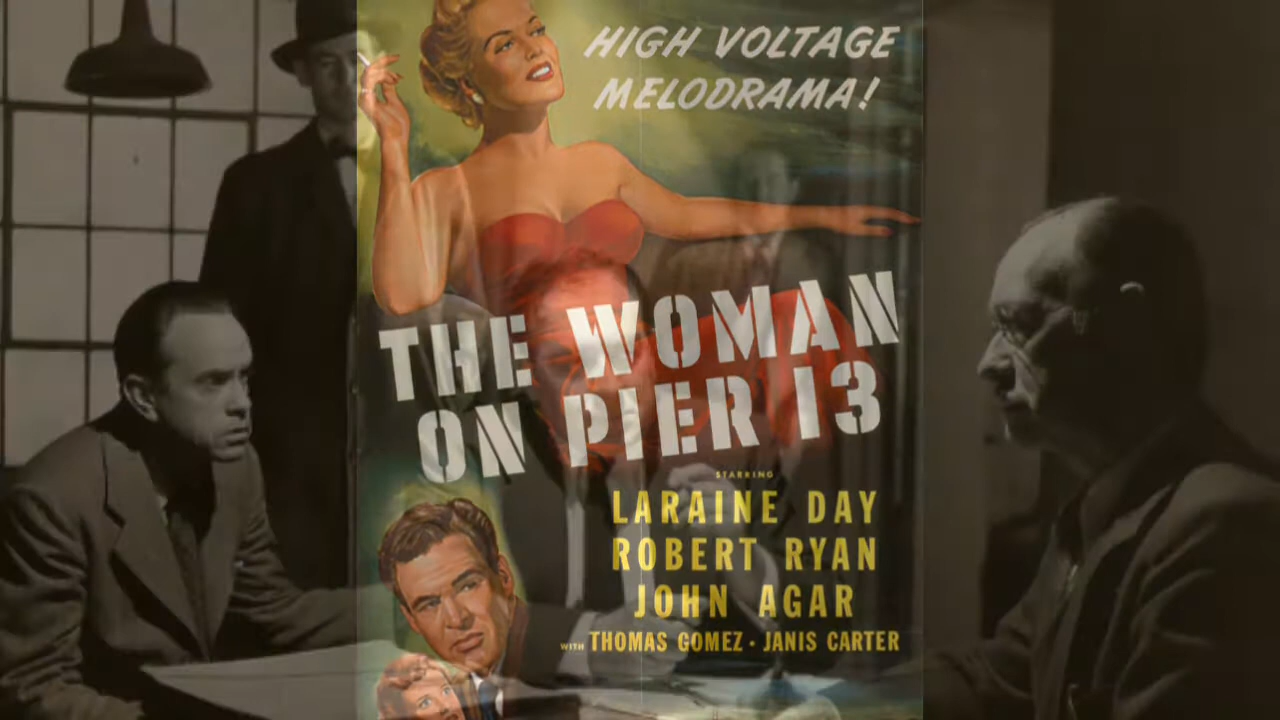 HIGH VOLTAGE
MELODRAMA!
THE WOMAN
ON PIER 13
STARRING
LARAINE DAY
ROBERT RYAN
JOHN AGAR
WITH THOMAS GOMEZ · JANIS CARTER